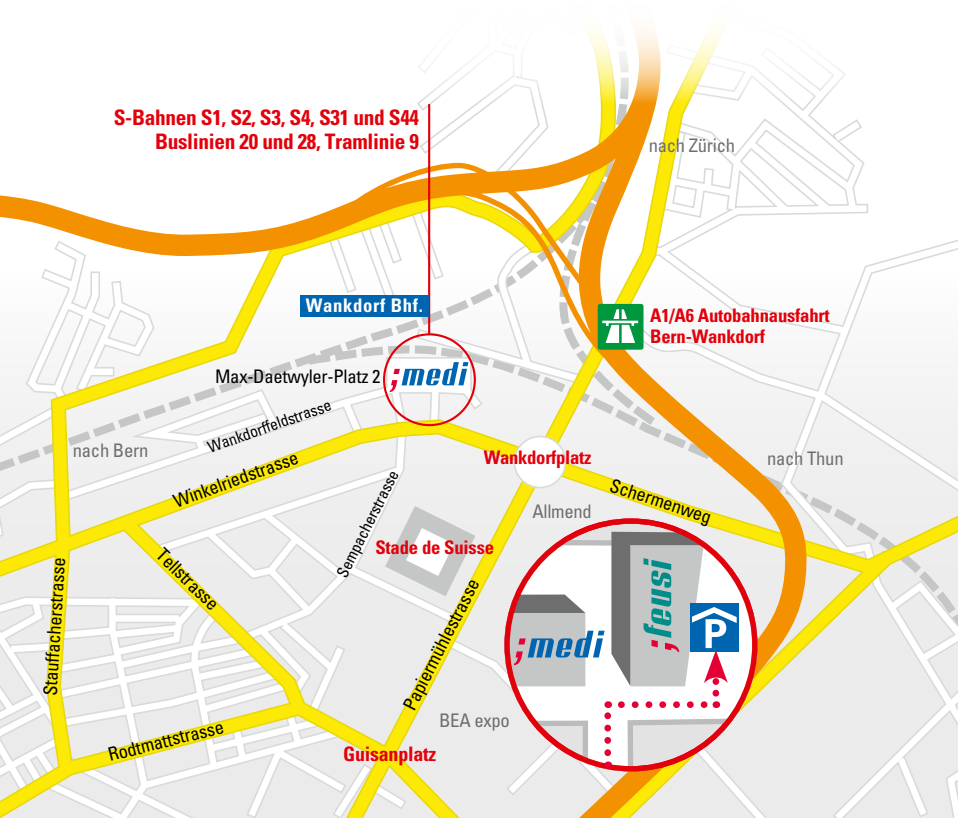 S-Bahnen S1, S2, S3, S4, S31 und S44
Buslinien 20 und 28, Tramlinie 9
nach Zürich
Wankdorf Bhf.
A1/A6 Autobahnausfahrt
Bern-Wankdorf
Max-Daetwyler-Platz 2
;medi
Wankdorffeldstrasse
nach Bern
Winkelriedstrasse
Wankdorfplatz
nach Thun
Schermenweg
Sempacherstrasse
Allmend
Stade de Suisse
Tellstrasse
Stauffacherstrasse
Papiermühlestrasse
;feusi
P
;medi
BEA expo
Rodtmattstrasse
Guisanplatz